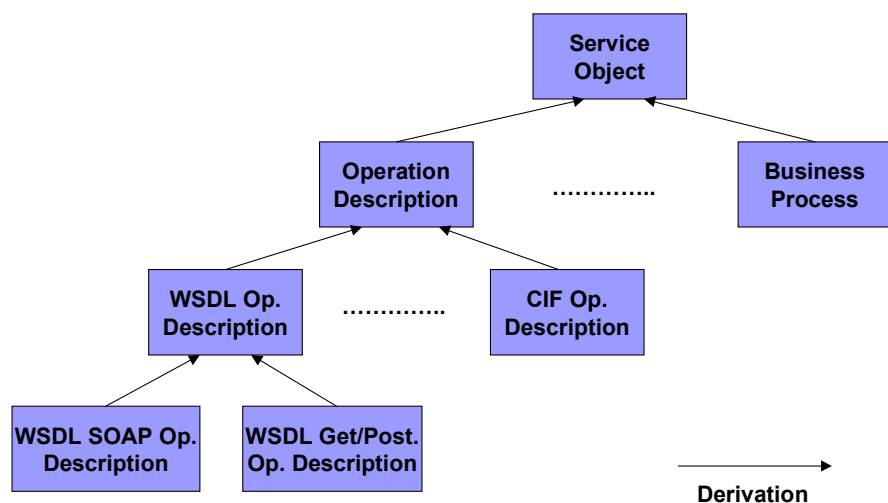 Service
Object
Operation
Description
…………..
Business
Process
WSDL Op.
Description
…………..
CIF Op.
Description
WSDL SOAP Op.
Description
WSDL Get/Post.
Op. Description
Derivation